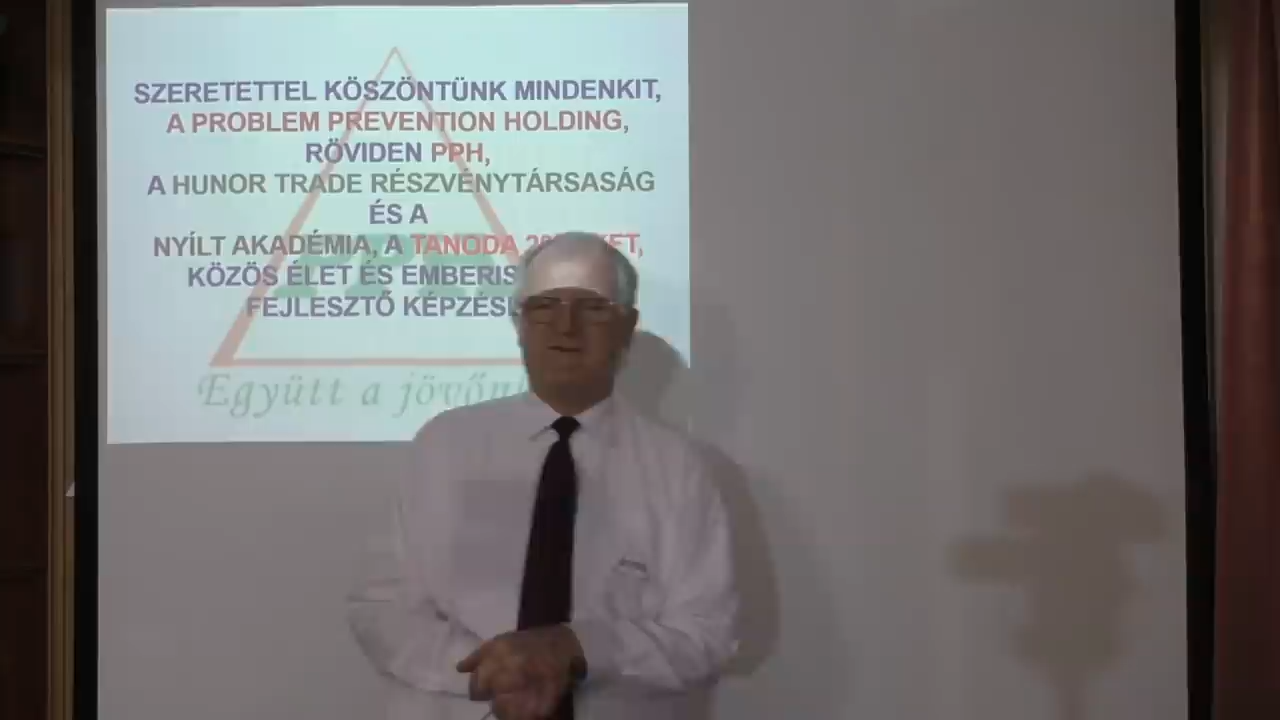 SZERETETTEL KÖSZÖNTÜNK MINDENKIT,
A PROBLEM PREVENTION HOLDING,
RÖVIDEN PPH,
A HUNOR TRADE RÉSZVÉNYTÁRSASÁG
ÉS A
NYÍLT AKADÉMIA, A TANODA
KÖZÖS ÉLET ÉS
FEJLESZTŐ
Együtt a